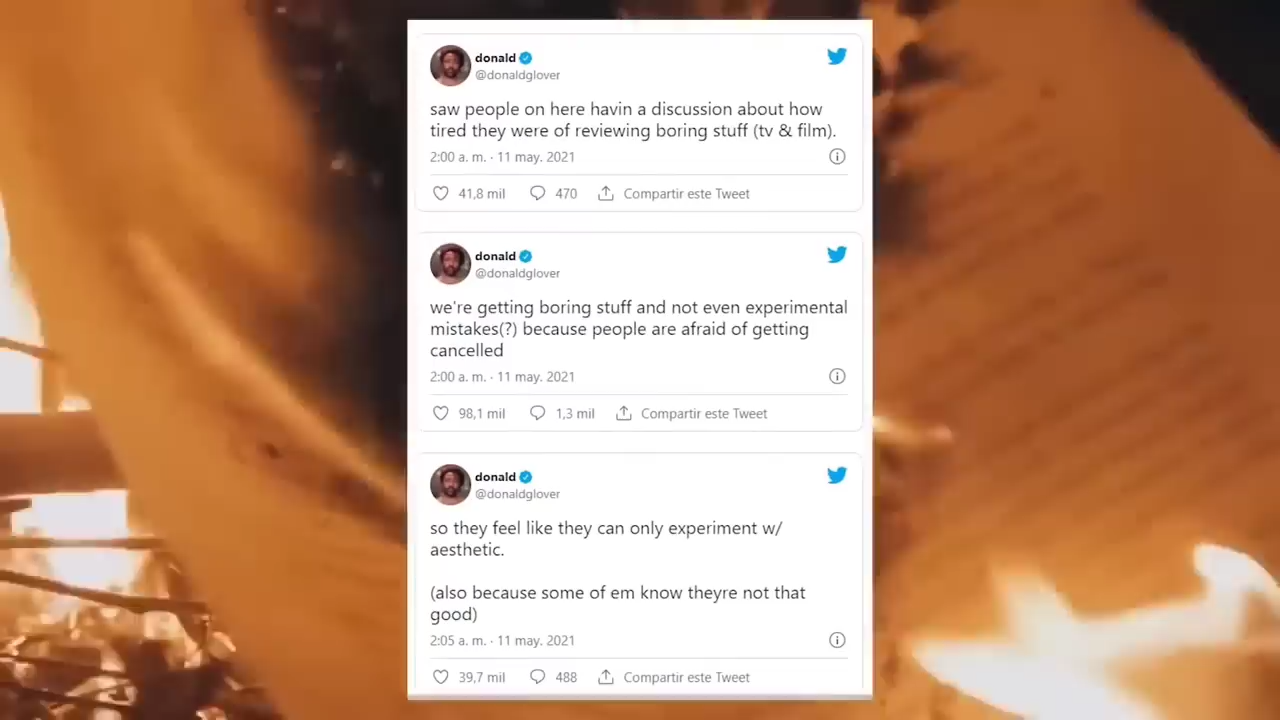 donald
@donaldglover
saw people on here havin a discussion about how
tired they were of reviewing boring stuff (tv & film).
2:00 a. m. · 11 may. 2021
41,8 mil 470 Compartir este Tweet
donald
@donaldglover
we're getting boring stuff and not even experimental
mistakes(?) because people are afraid of getting
cancelled
2:00 a. m. · 11 may. 2021
98,1 mil 1,3 mil Compartir este Tweet
donald
@donaldglover
so they feel like they can only experiment w/
aesthetic.
(also because some of em know theyre not that
good)
2:05 a. m. · 11 may. 2021
39,7 mil 488 Compartir este Tweet